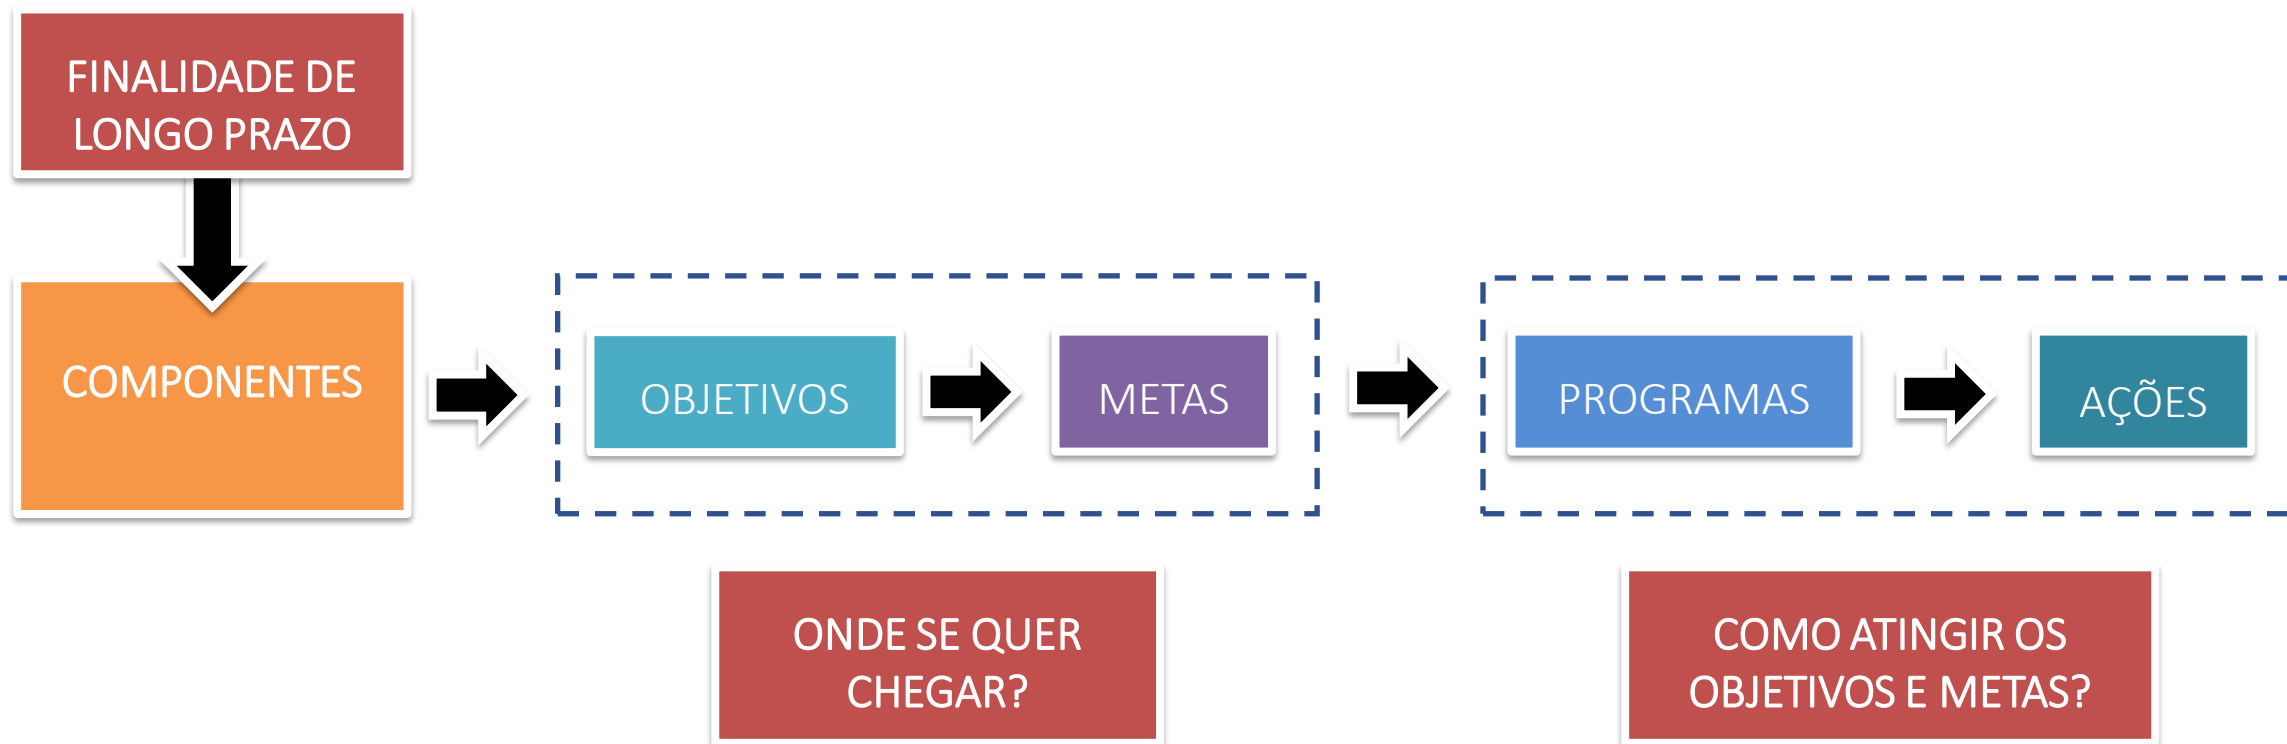 FINALIDADE DE
LONGO PRAZO
COMPONENTES
OBJETIVOS
METAS
PROGRAMAS
AÇÕES
ONDE SE QUER
CHEGAR?
COMO ATINGIR OS
OBJETIVOS E METAS?